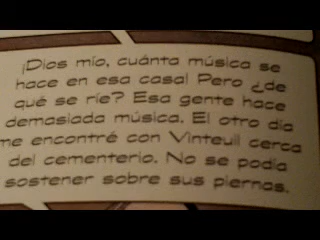 ¡Dios mío, cuánta música se
hace en esa casa! Pero ¿de
qué se ríe? Esa gente hace
demasiada música. El otro día
me encontré con Vinteuil cerca
del cementerio. No se podía
sostener sobre sus piernas.